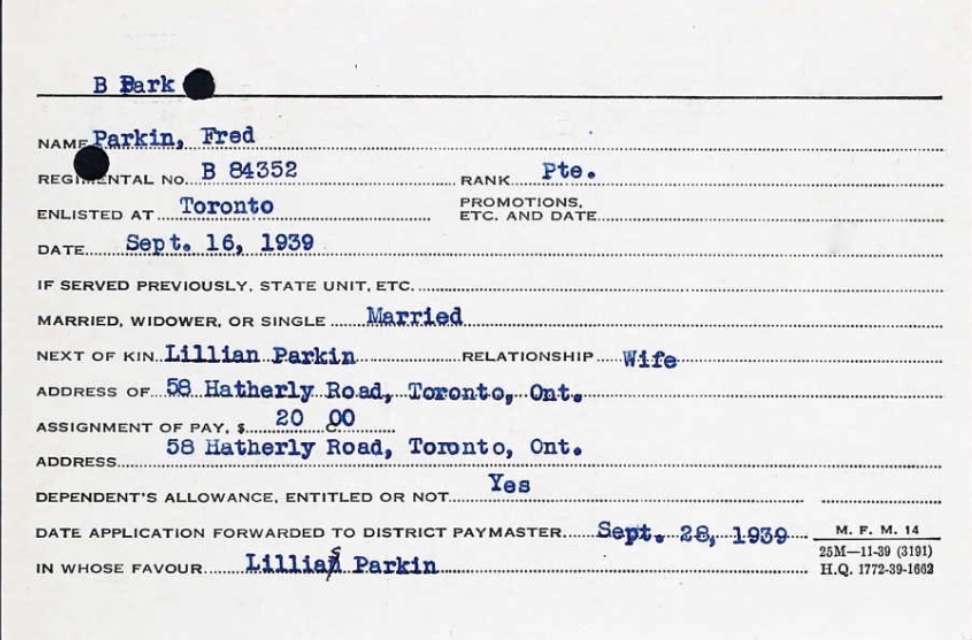 B Park
NAME Parkin, Fred
REGIMENTAL NO. B 84352 RANK Pte.
ENLISTED AT Toronto PROMOTIONS, ETC. AND DATE
DATE Sept. 16, 1939
IF SERVED PREVIOUSLY, STATE UNIT, ETC.
MARRIED, WIDOWER, OR SINGLE Married
NEXT OF KIN Lillian Parkin RELATIONSHIP Wife
ADDRESS OF 58 Hatherly Road, Toronto, Ont.
ASSIGNMENT OF PAY, $ 20 00
ADDRESS 58 Hatherly Road, Toronto, Ont.
DEPENDENT'S ALLOWANCE, ENTITLED OR NOT Yes
DATE APPLICATION FORWARDED TO DISTRICT PAYMASTER Sept. 28, 1939
IN WHOSE FAVOUR Lillian Parkin
M. F. M. 14
25M—11-39 (3191)
H.Q. 1772-39-1662